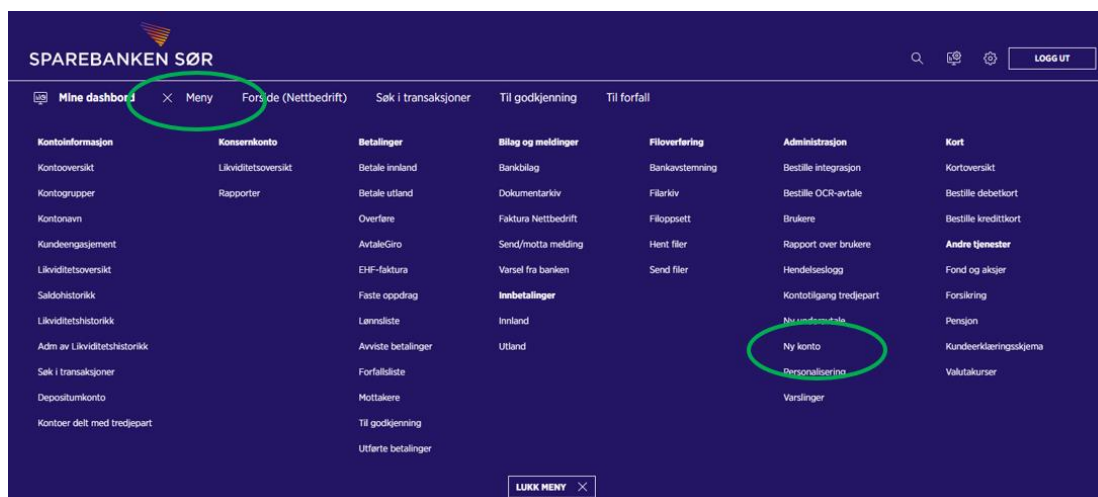 SPAREBANKEN SØR
LOGG UT
Mine dashbord
Meny
Forside (Nettbedrift)
Søk i transaksjoner
Til godkjenning
Til forfall
Kontoinformasjon
Kontooversikt
Kontogrupper
Kontonavn
Kundeengasjement
Likviditetsoversikt
Saldohistorikk
Likviditetshistorikk
Adm av Likviditetshistorikk
Søk i transaksjoner
Depositumkonto
Kontoer delt med tredjepart
Konsernkonto
Likviditetsoversikt
Rapporter
Betalinger
Betale innland
Betale utland
Overføre
AvtaleGiro
EHF-faktura
Faste oppdrag
Lønnsliste
Avviste betalinger
Forfallsliste
Mottakere
Til godkjenning
Utførte betalinger
Bilag og meldinger
Bankbilag
Dokumentarkiv
Faktura Nettbedrift
Send/motta melding
Varsel fra banken
Innbetalinger
Innland
Utland
Filoverføring
Bankavstemning
Filarkiv
Filoppsett
Hent filer
Send filer
Administrasjon
Bestille integrasjon
Bestille OCR-avtale
Brukere
Rapport over brukere
Hendelseslogg
Kontotilgang tredjepart
Ny underavtale
Ny konto
Personalisering
Varslinger
Kort
Kortoversikt
Bestille debetkort
Bestille kredittkort
Andre tjenester
Fond og aksjer
Forsikring
Pensjon
Kundeerklæringsskjema
Valutakurser
LUKK MENY